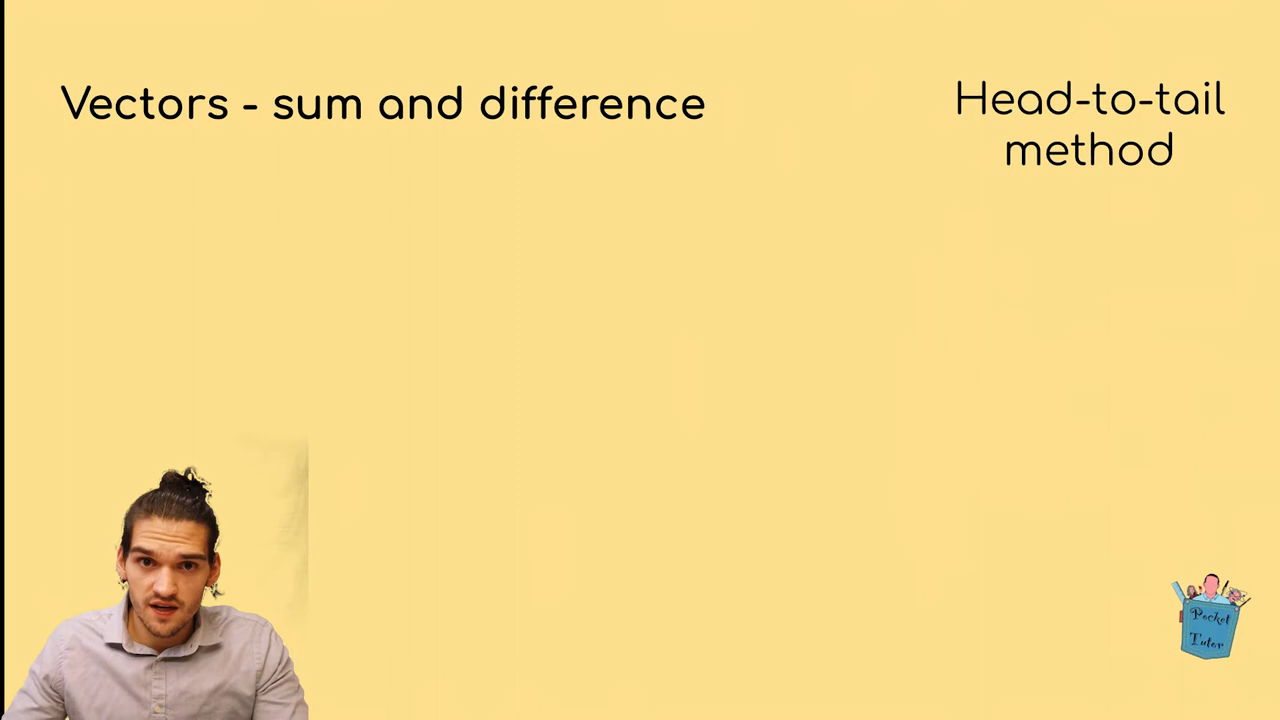 Vectors - sum and difference
Head-to-tail
method
Pocket
Tutor